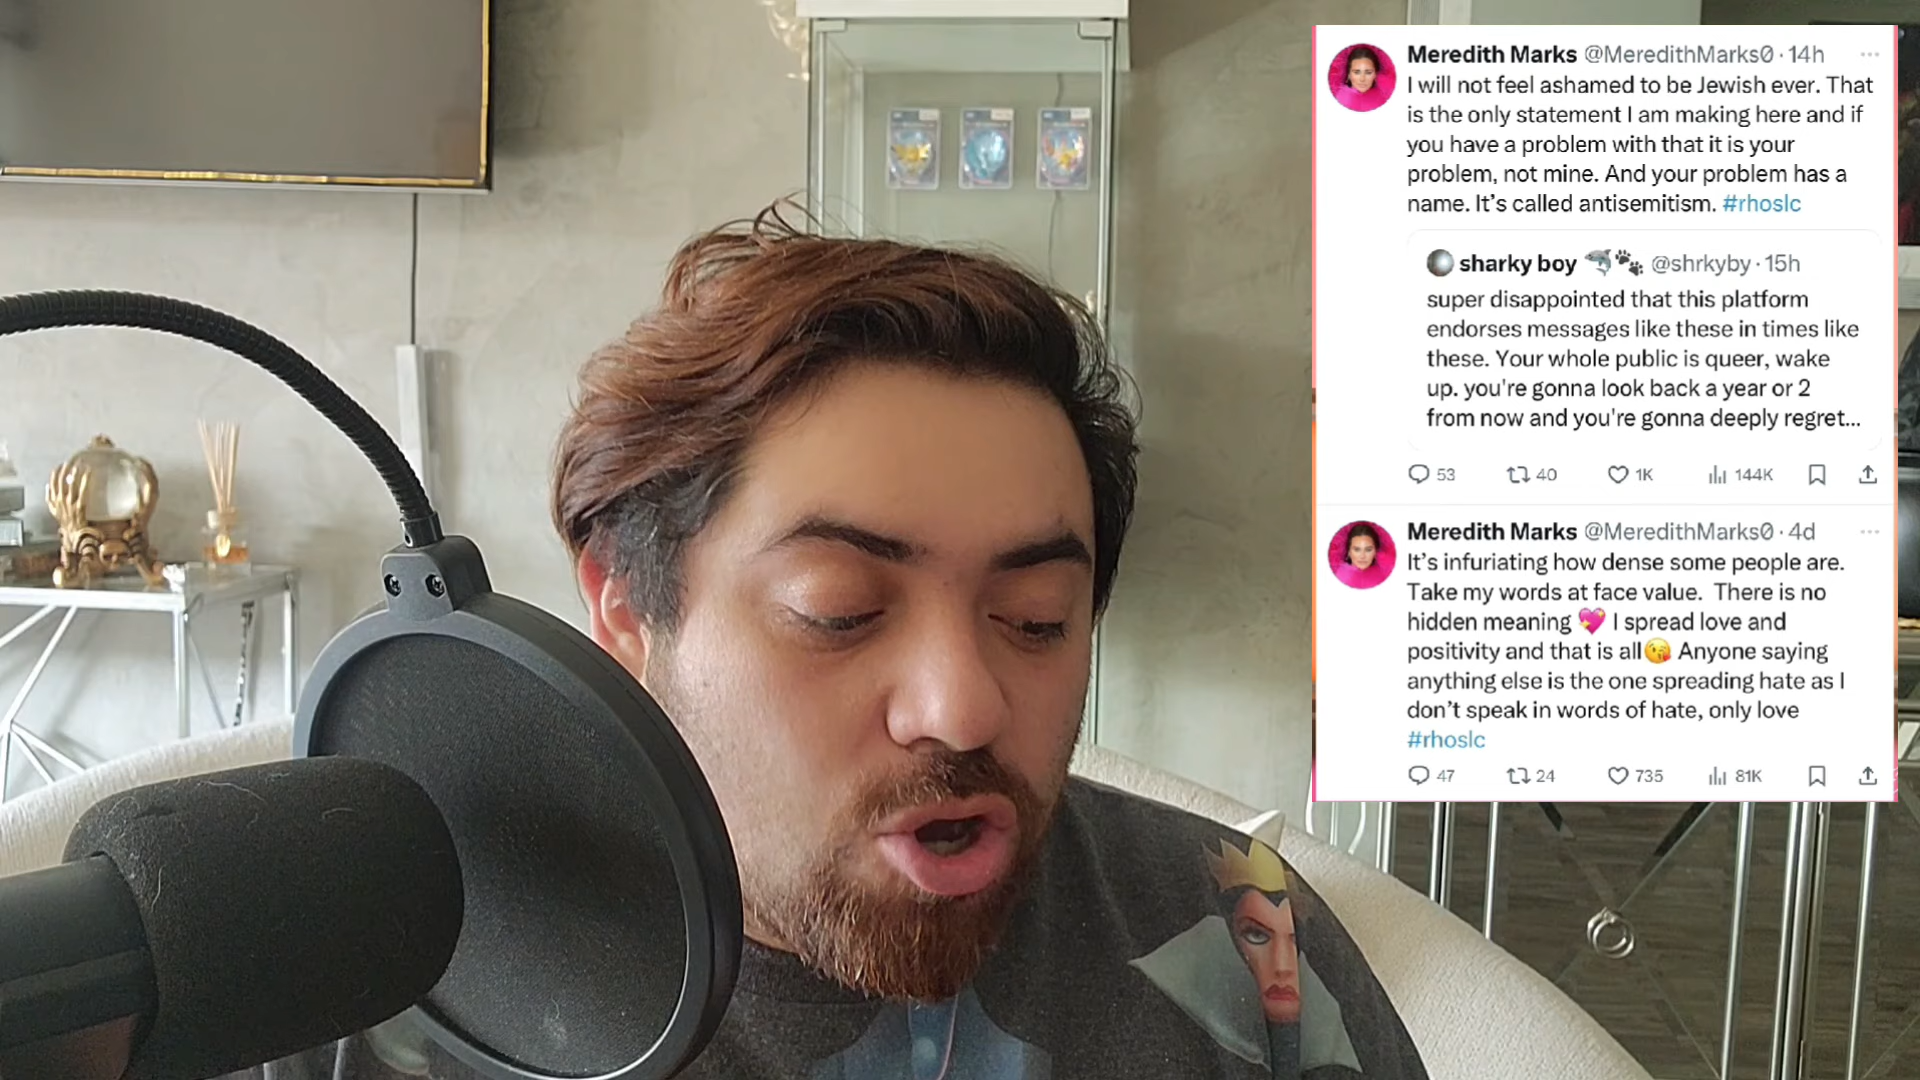 Meredith Marks @MeredithMarks0 · 14h
I will not feel ashamed to be Jewish ever. That
is the only statement I am making here and if
you have a problem with that it is your
problem, not mine. And your problem has a
name. It's called antisemitism. #rhoslc
sharky boy 🦈🐾 @shrkyby · 15h
super disappointed that this platform
endorses messages like these in times like
these. Your whole public is queer, wake
up. you're gonna look back a year or 2
from now and you're gonna deeply regret...
53 40 1K 144K
Meredith Marks @MeredithMarks0 · 4d
It's infuriating how dense some people are.
Take my words at face value. There is no
hidden meaning 💖 I spread love and
positivity and that is all😘 Anyone saying
anything else is the one spreading hate as I
don't speak in words of hate, only love
#rhoslc
47 24 735 81K